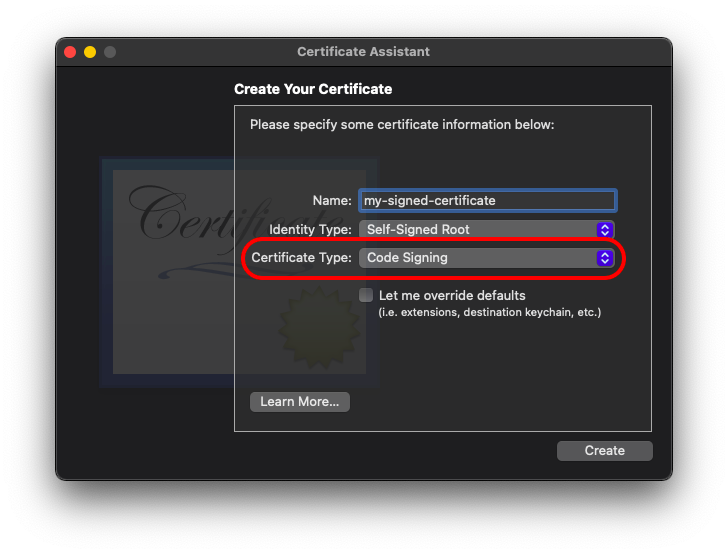 Certificate Assistant
Create Your Certificate
Please specify some certificate information below:
Certificate
Name: my-signed-certificate
Identity Type: Self-Signed Root
Certificate Type: Code Signing
Let me override defaults
(i.e. extensions, destination keychain, etc.)
Learn More...
Create